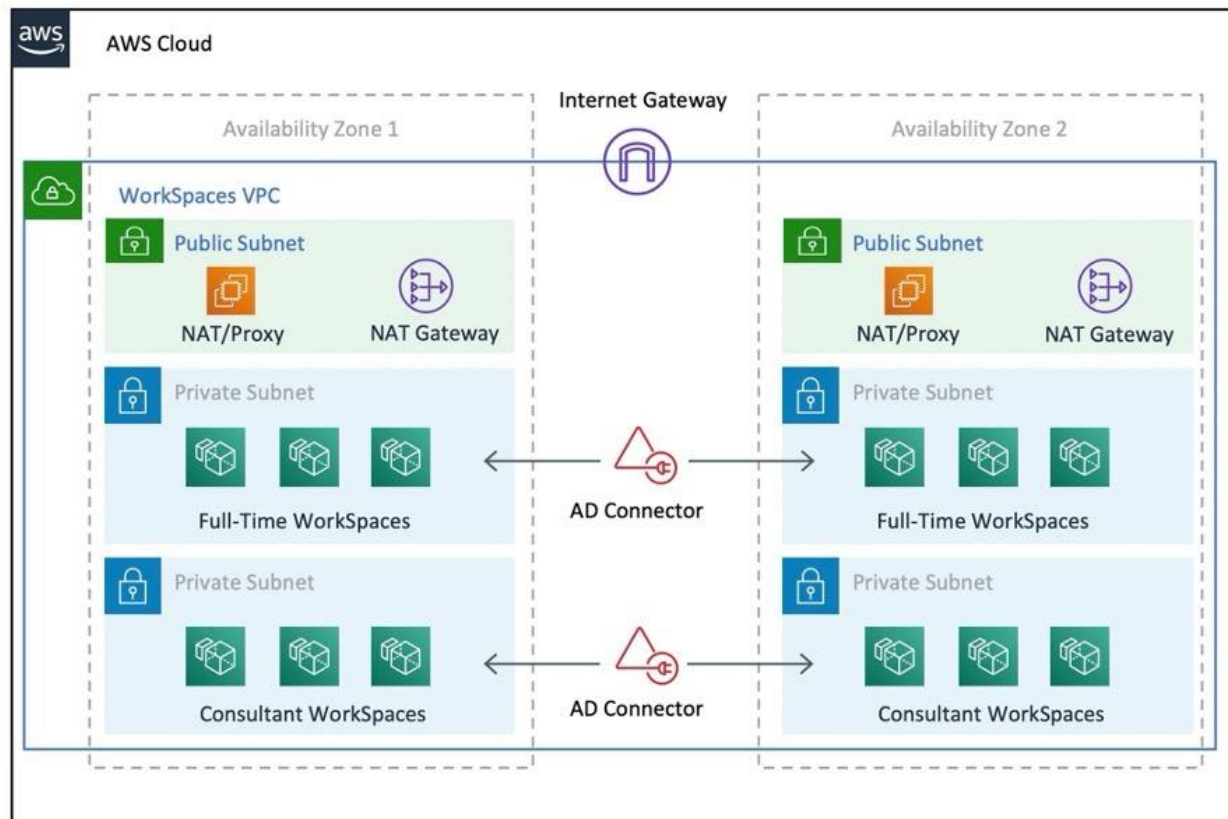 aws
AWS Cloud
Internet Gateway
Availability Zone 1
Availability Zone 2
WorkSpaces VPC
Public Subnet
NAT/Proxy
NAT Gateway
Public Subnet
NAT/Proxy
NAT Gateway
Private Subnet
Full-Time WorkSpaces
AD Connector
Private Subnet
Full-Time WorkSpaces
Private Subnet
Consultant WorkSpaces
AD Connector
Private Subnet
Consultant WorkSpaces